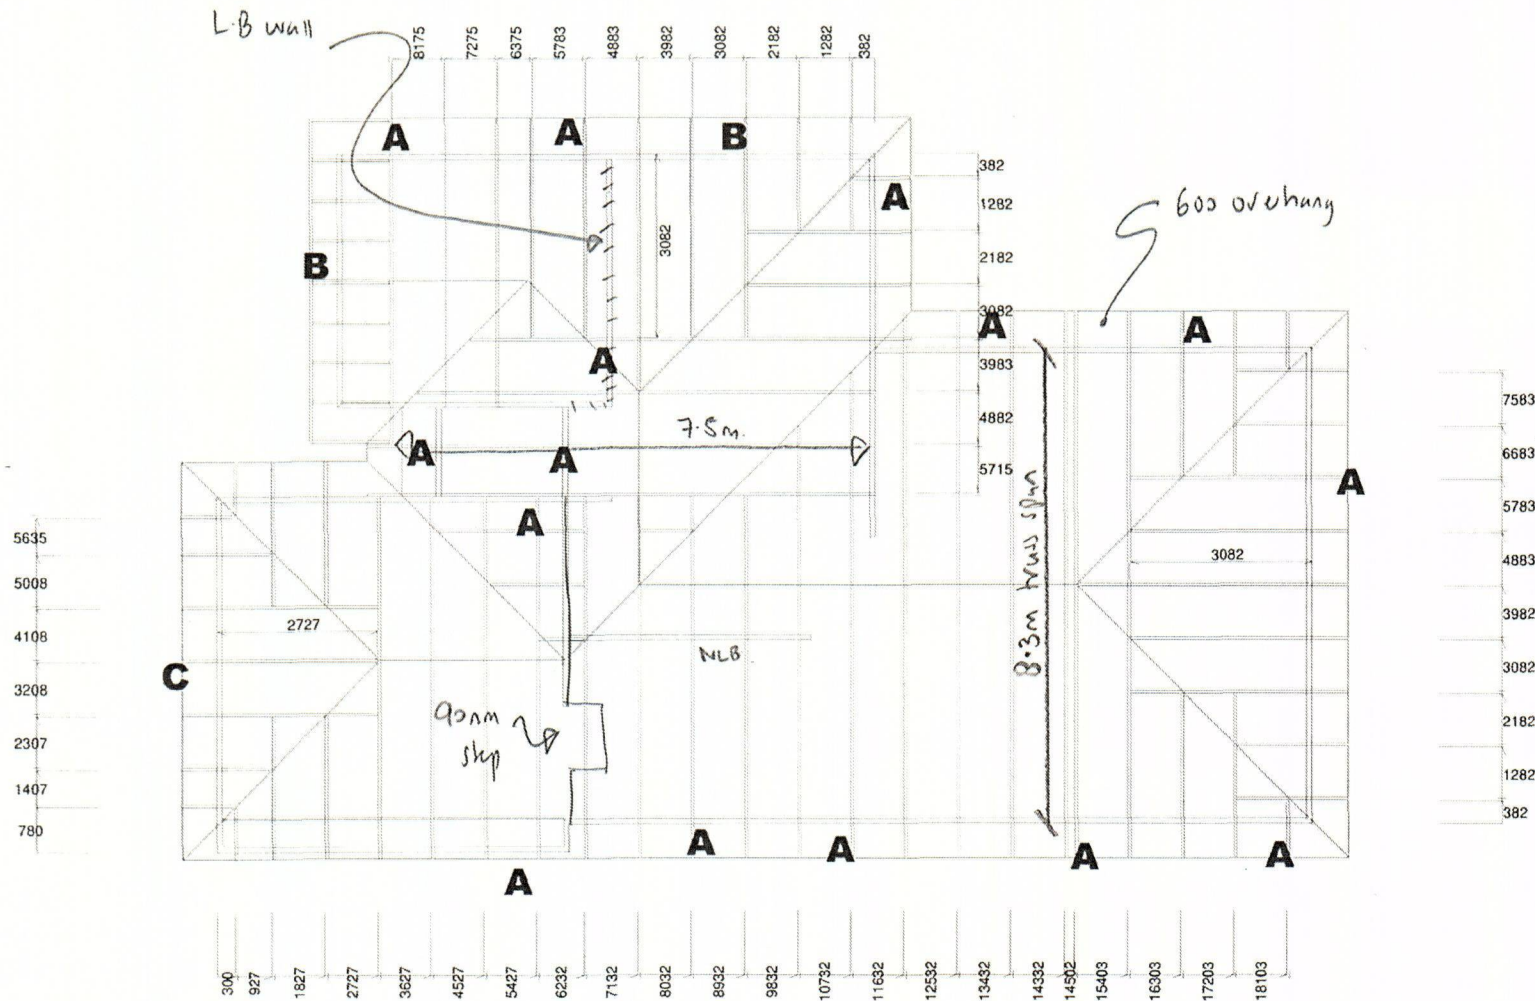 L.B wall
8175 7275 6375 5783 4883 3982 3082 2182 1282 382
A A B
382
A
1282
600 overhang
3082
2182
B
3082
A A
A
3983
7583
4882
7.5m.
A A
6683
5715
A
A
5783
5635
3082
4883
5008
8.3m truss span
3982
2727
4108
NLB
3082
C
3208
90mm
step
2182
2307
1282
1407
382
780
A A
A A
A
300 927 1827 2727 3627 4527 5427 6232 7132 8032 8932 9832 10732 11632 12532 13432 14332 14502 15403 16303 17203 18103